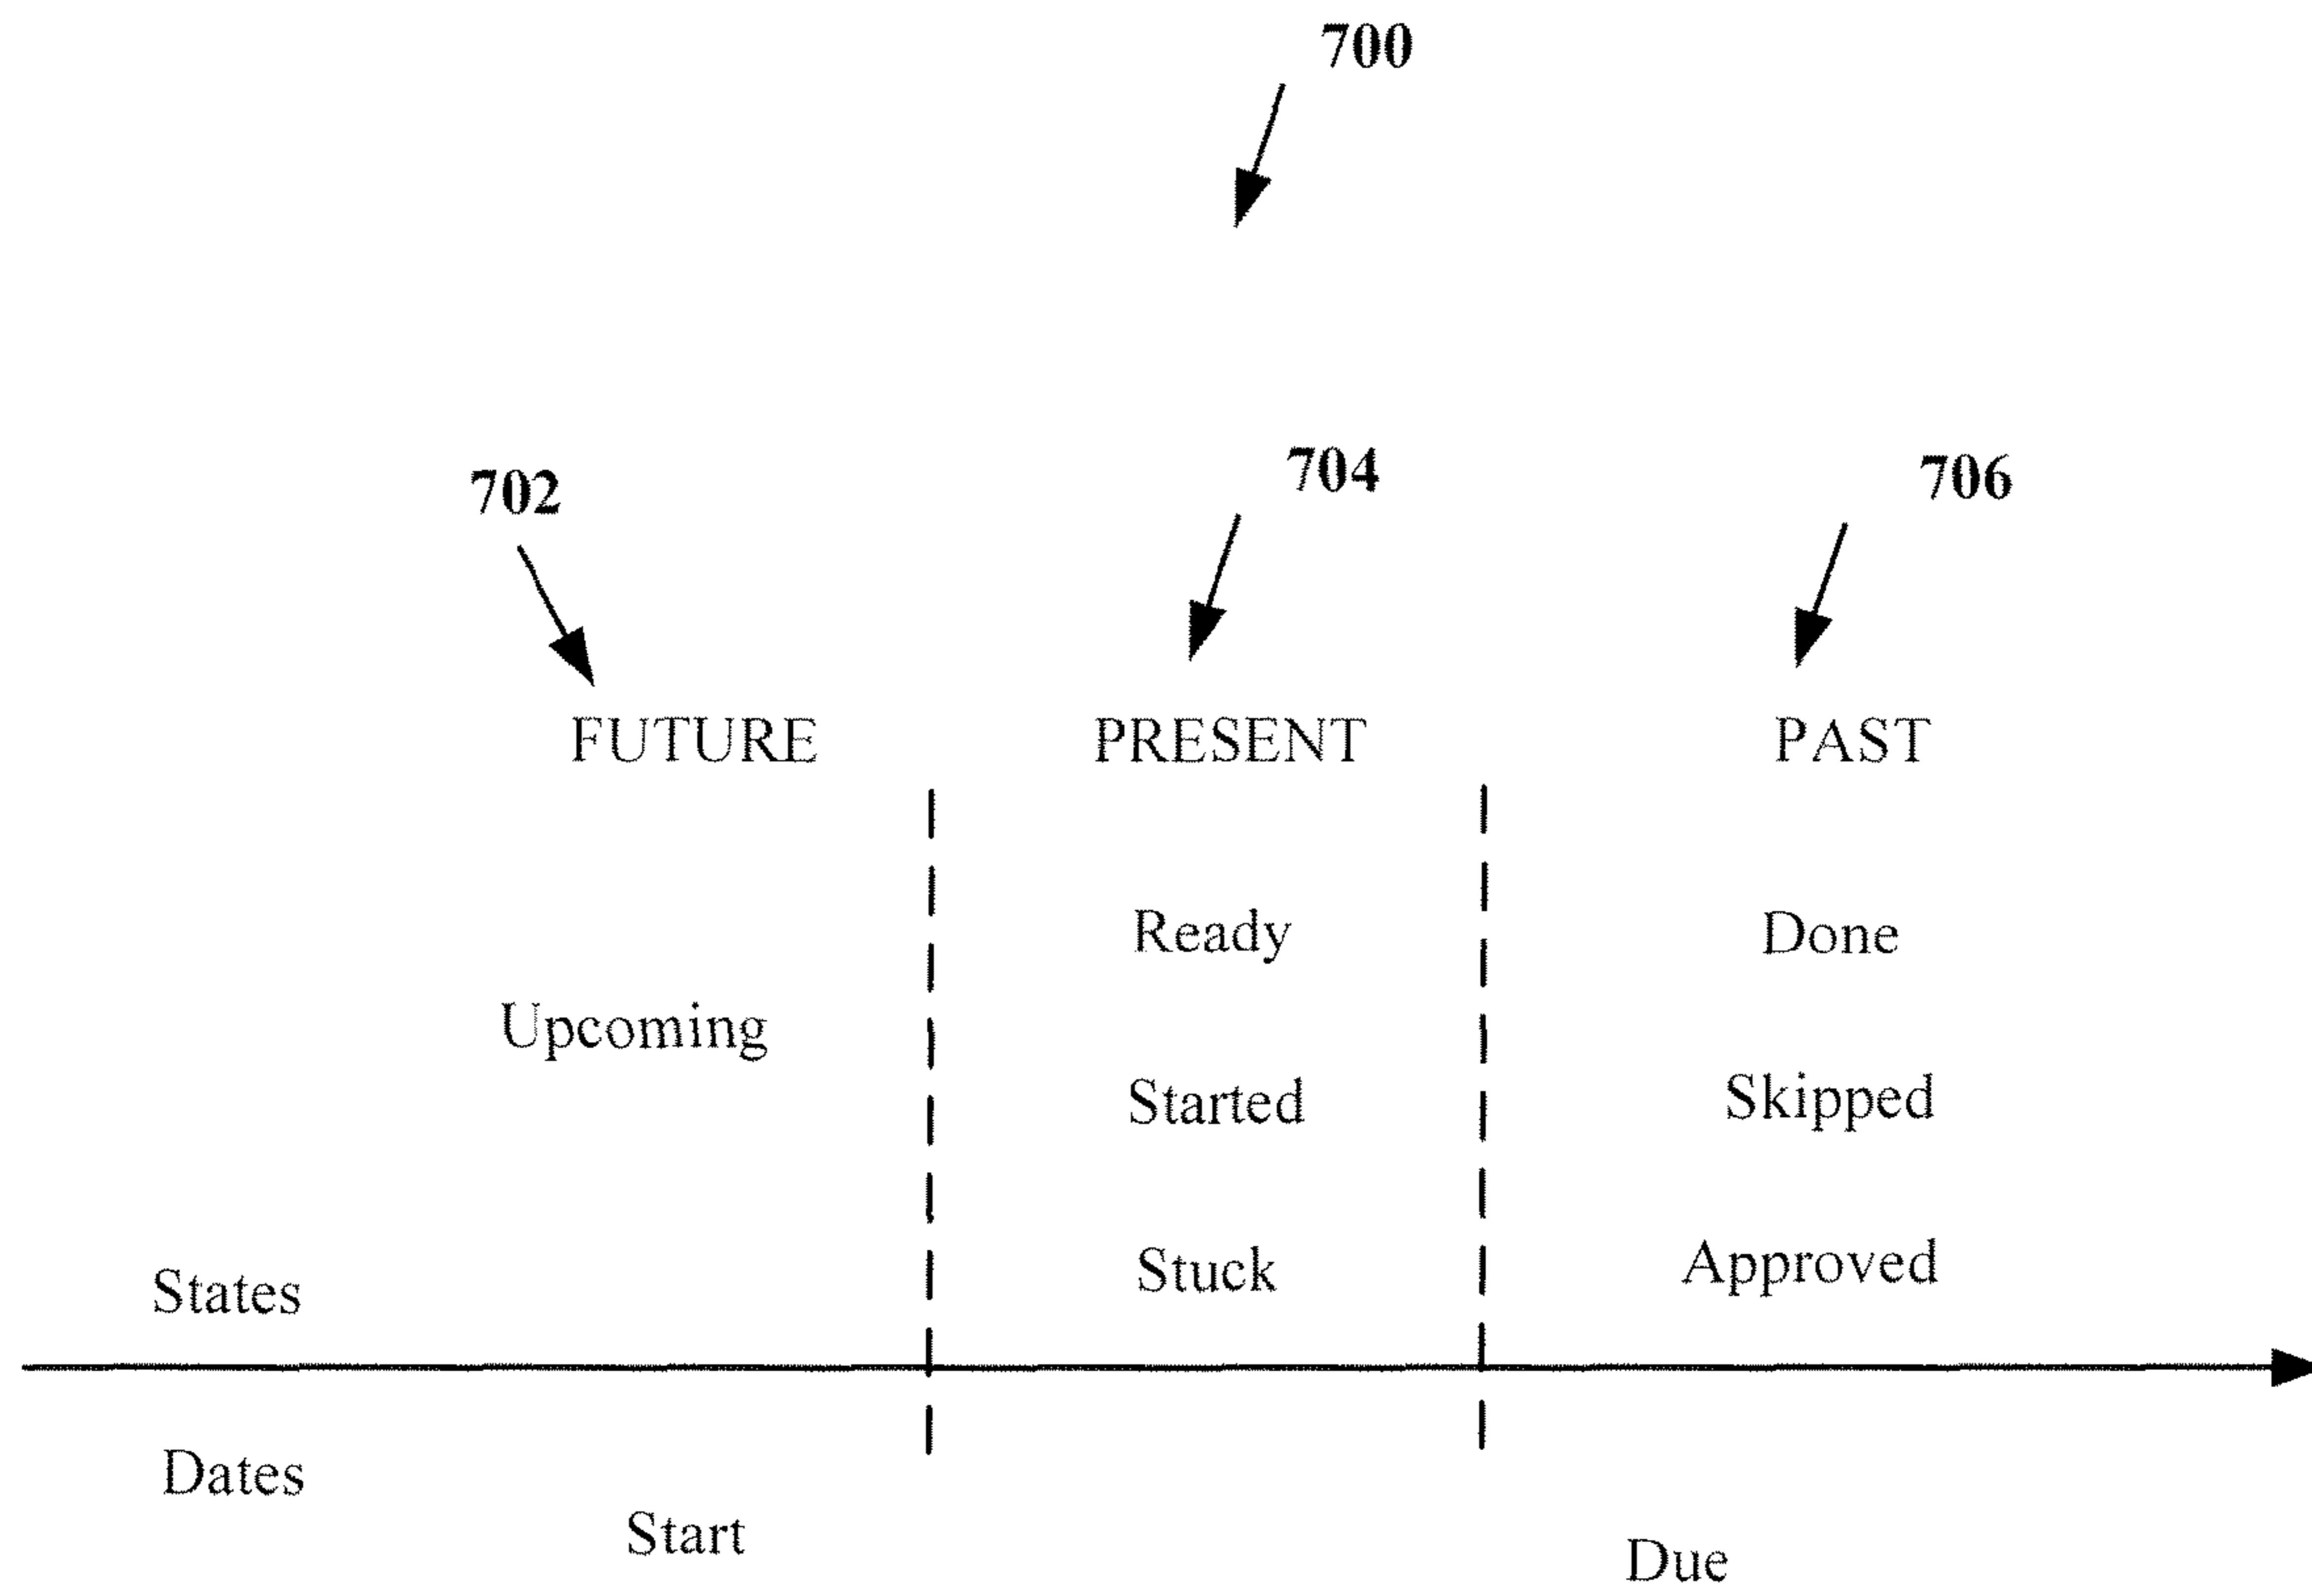 700
702
704
706
FUTURE
PRESENT
PAST
Upcoming
Ready
Started
Stuck
Done
Skipped
Approved
States
Dates
Start
Due